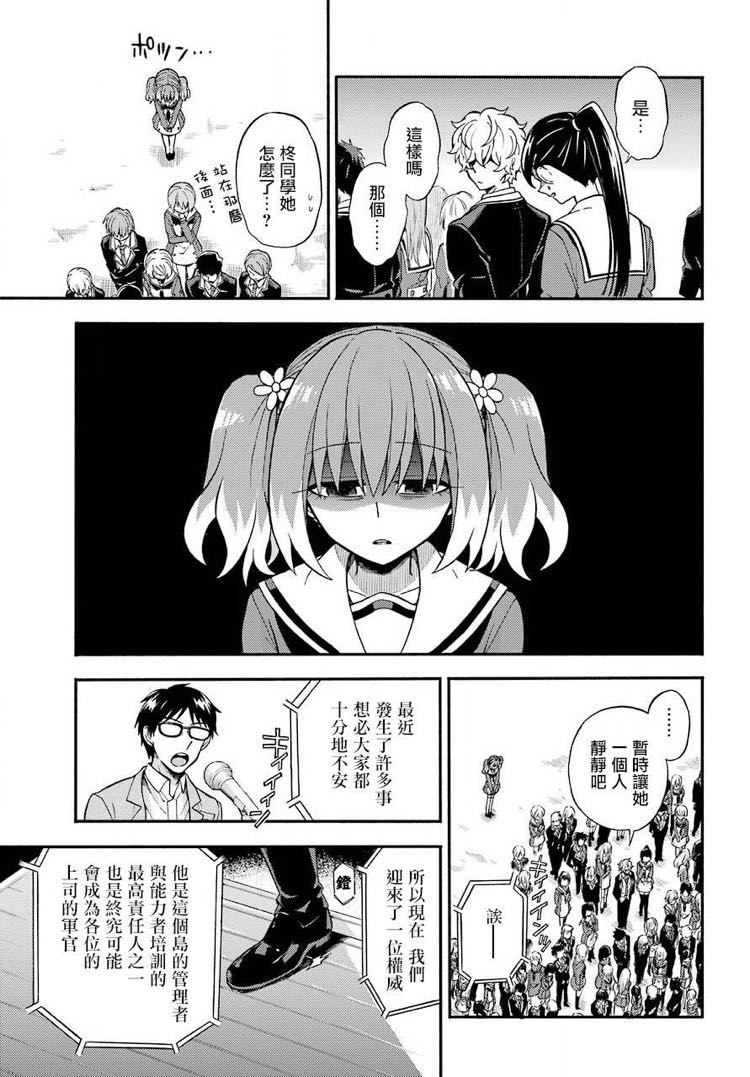 是…
這樣嗎
那個……
ポツン…
柊同學她
怎麼了…?
站在那麼
後面…
……
暫時讓她
一個人
靜靜吧
キィイイン
誒——
最近
發生了許多事
想必大家都
十分地不安
キィイイイン
所以現在 我們
迎來了一位權威
鐙
他是這個島的管理者
與能力者培訓的
最高責任人之一
也是終究可能
會成為各位的
上司的軍官